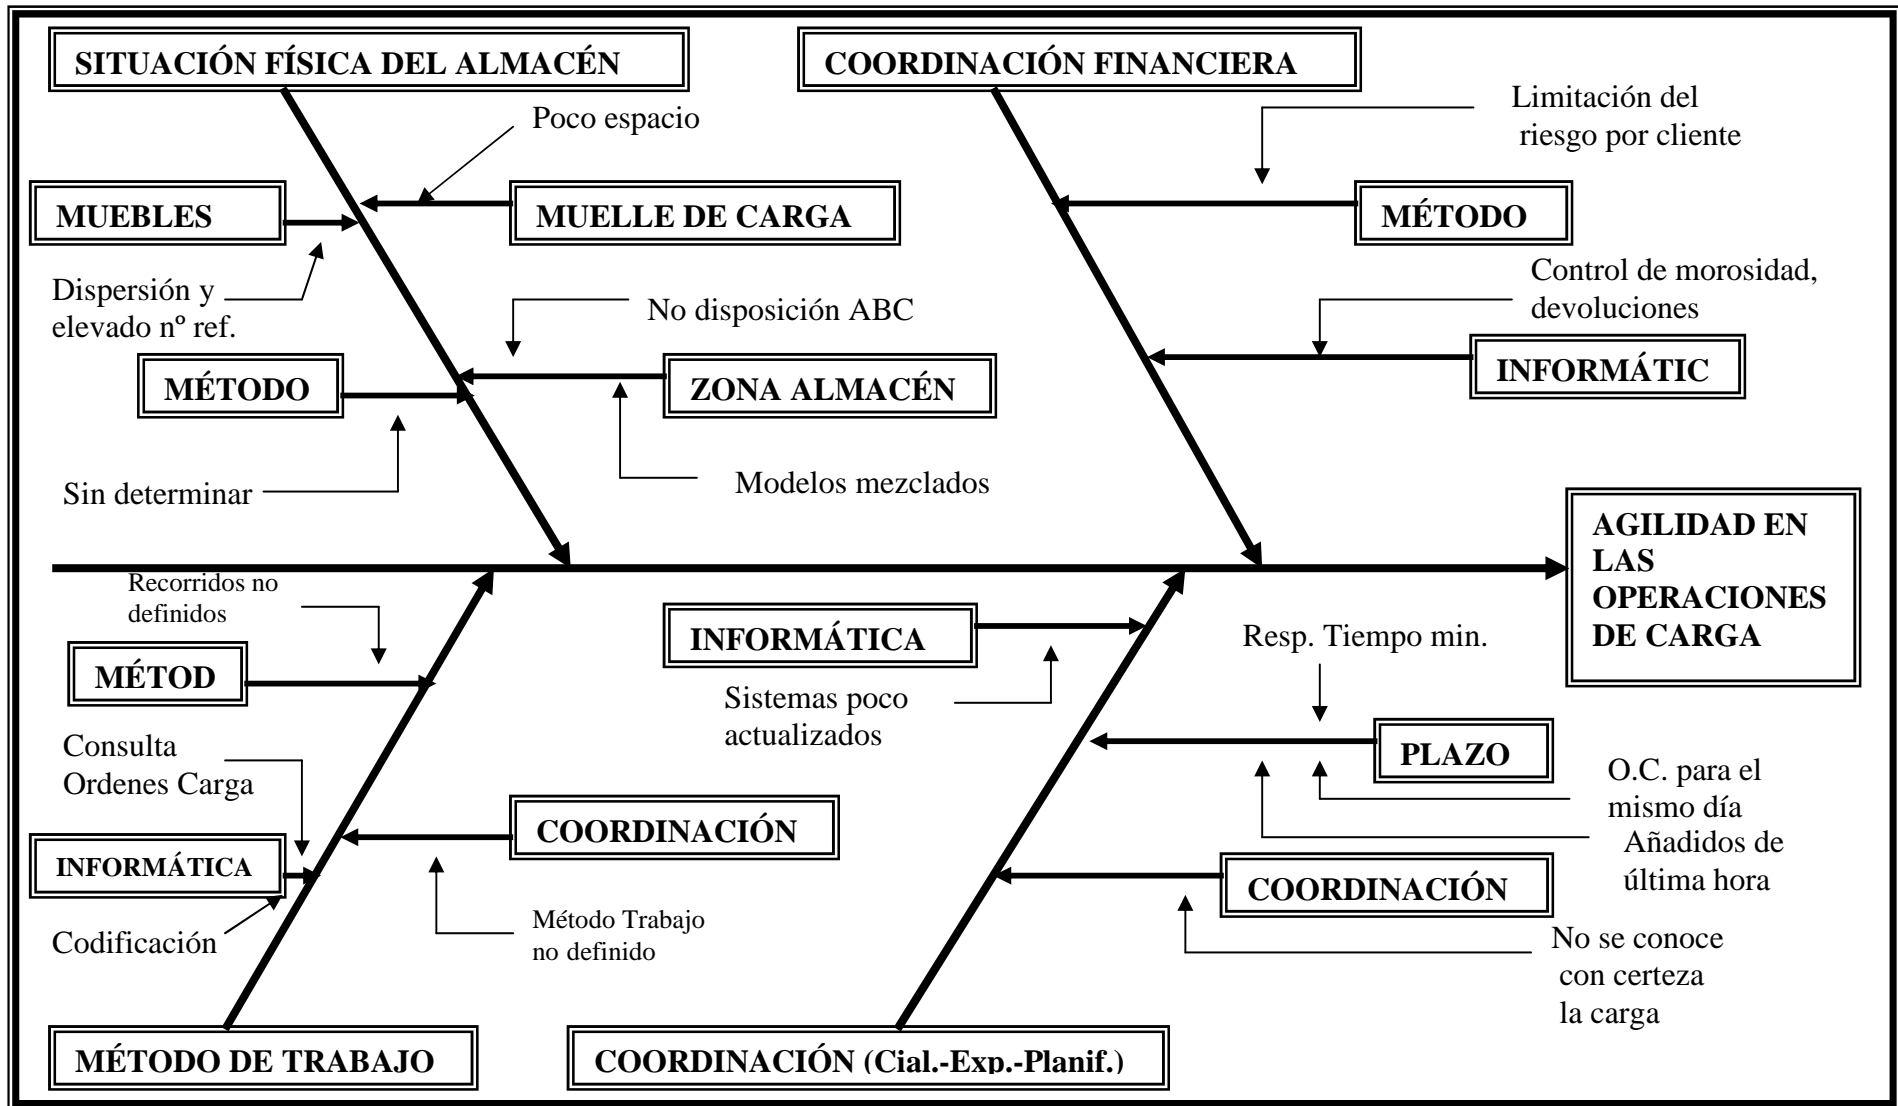 SITUACIÓN FÍSICA DEL ALMACÉN
COORDINACIÓN FINANCIERA
Poco espacio
Limitación del
riesgo por cliente
MUEBLES
MUELLE DE CARGA
MÉTODO
Dispersión y
elevado nº ref.
No disposición ABC
Control de morosidad,
devoluciones
MÉTODO
ZONA ALMACÉN
INFORMÁTIC
Sin determinar
Modelos mezclados
AGILIDAD EN
LAS
OPERACIONES
DE CARGA
Recorridos no
definidos
INFORMÁTICA
Resp. Tiempo min.
MÉTOD
Sistemas poco
actualizados
PLAZO
Consulta
Ordenes Carga
O.C. para el
mismo día
COORDINACIÓN
Añadidos de
última hora
INFORMÁTICA
COORDINACIÓN
Codificación
Método Trabajo
no definido
No se conoce
con certeza
la carga
MÉTODO DE TRABAJO
COORDINACIÓN (Cial.-Exp.-Planif.)